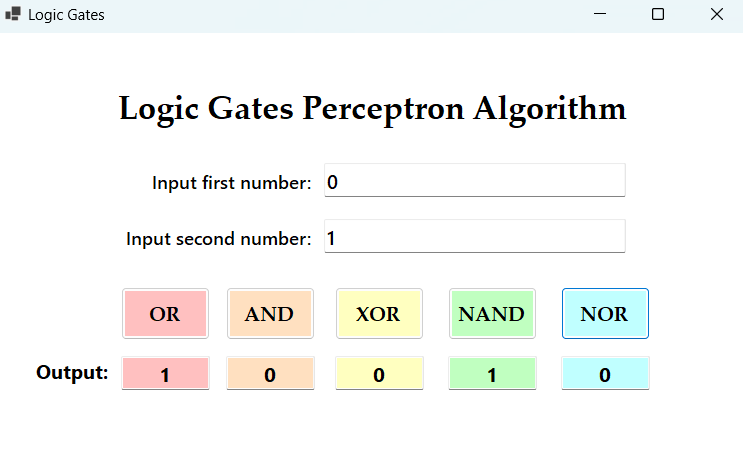 Logic Gates
Logic Gates Perceptron Algorithm
Input first number: 0
Input second number: 1
OR AND XOR NAND NOR
Output: 1 0 0 1 0